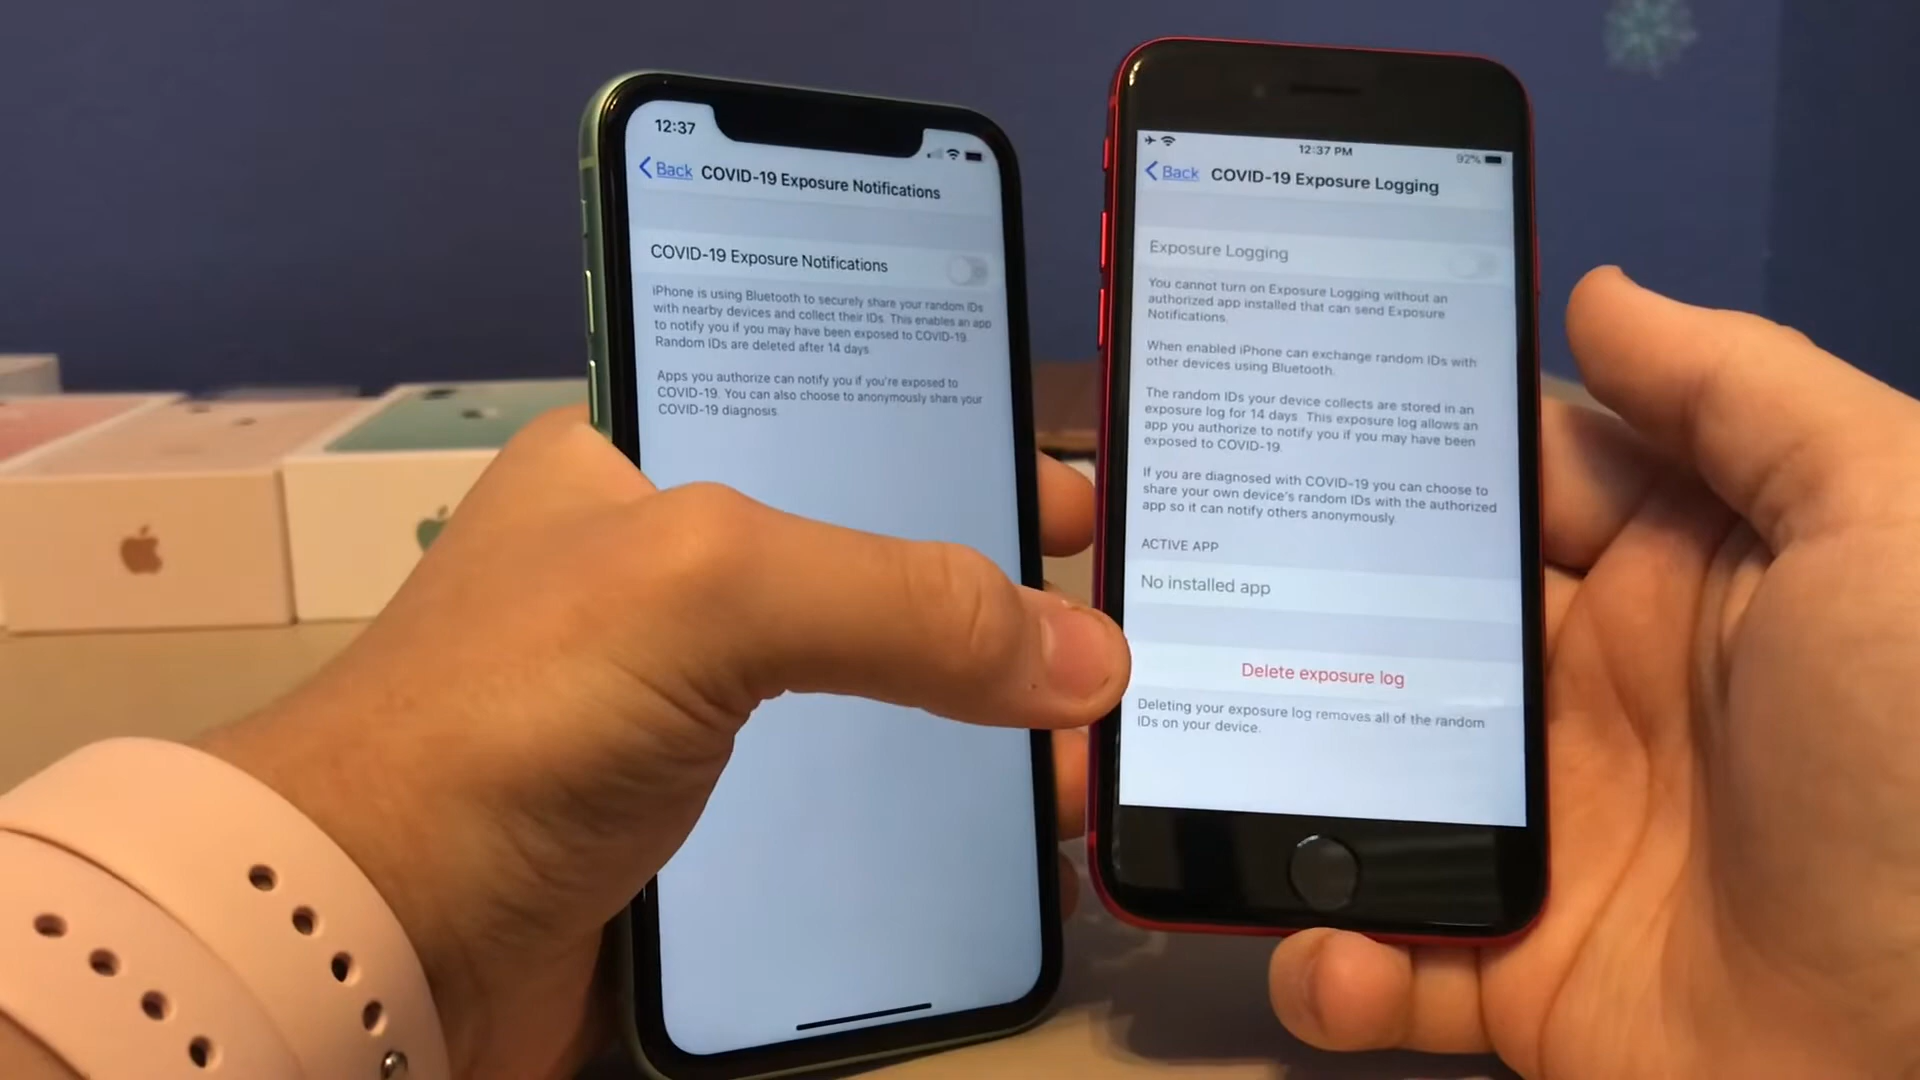 12:37
Back COVID-19 Exposure Notifications
COVID-19 Exposure Notifications
iPhone is using Bluetooth to securely share your random IDs
with nearby devices and collect their IDs. This enables an app
to notify you if you may have been exposed to COVID-19.
Random IDs are deleted after 14 days.
Apps you authorize can notify you if you're exposed to
COVID-19. You can also choose to anonymously share your
COVID-19 diagnosis.
12:37 PM
92%
Back COVID-19 Exposure Logging
Exposure Logging
You cannot turn on Exposure Logging without an
authorized app installed that can send Exposure
Notifications.
When enabled iPhone can exchange random IDs with
other devices using Bluetooth.
The random IDs your device collects are stored in an
exposure log for 14 days. This exposure log allows an
app you authorize to notify you if you may have been
exposed to COVID-19.
If you are diagnosed with COVID-19 you can choose to
share your own device's random IDs with the authorized
app so it can notify others anonymously.
ACTIVE APP
No installed app
Delete exposure log
Deleting your exposure log removes all of the random
IDs on your device.